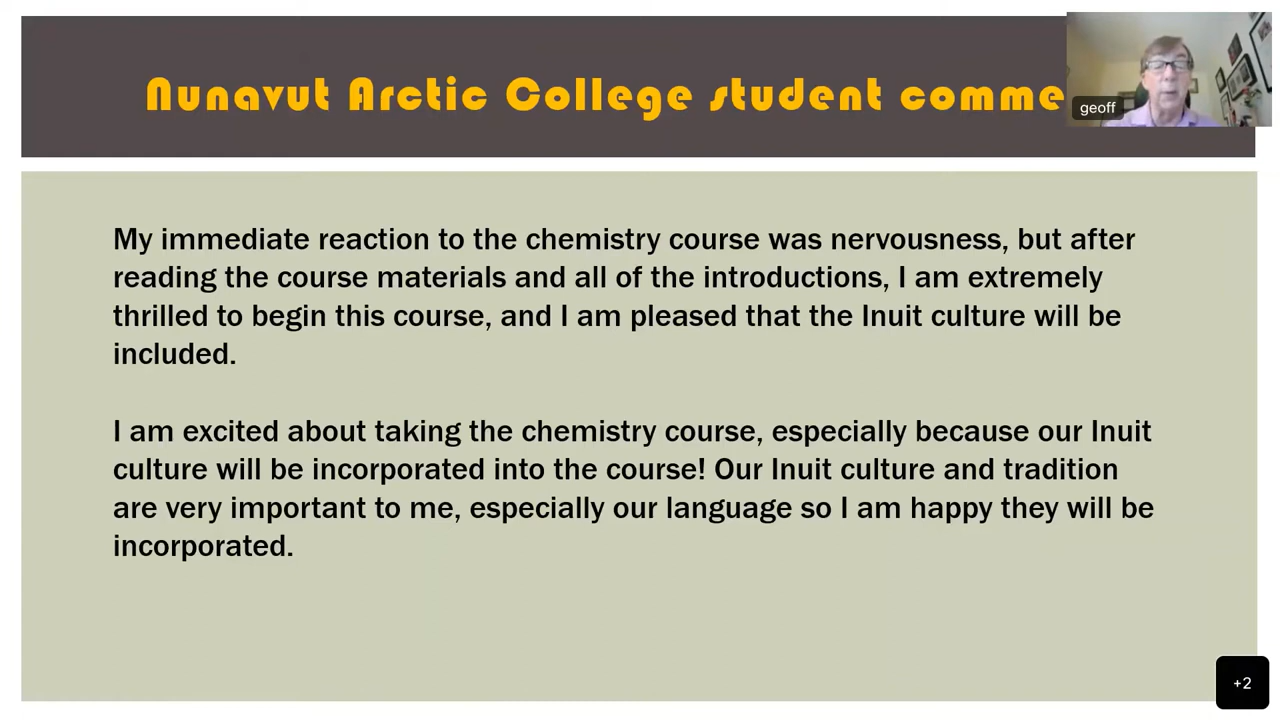 Nunavut Arctic College student comme
geoff
My immediate reaction to the chemistry course was nervousness, but after
reading the course materials and all of the introductions, I am extremely
thrilled to begin this course, and I am pleased that the Inuit culture will be
included.
I am excited about taking the chemistry course, especially because our Inuit
culture will be incorporated into the course! Our Inuit culture and tradition
are very important to me, especially our language so I am happy they will be
incorporated.
+2